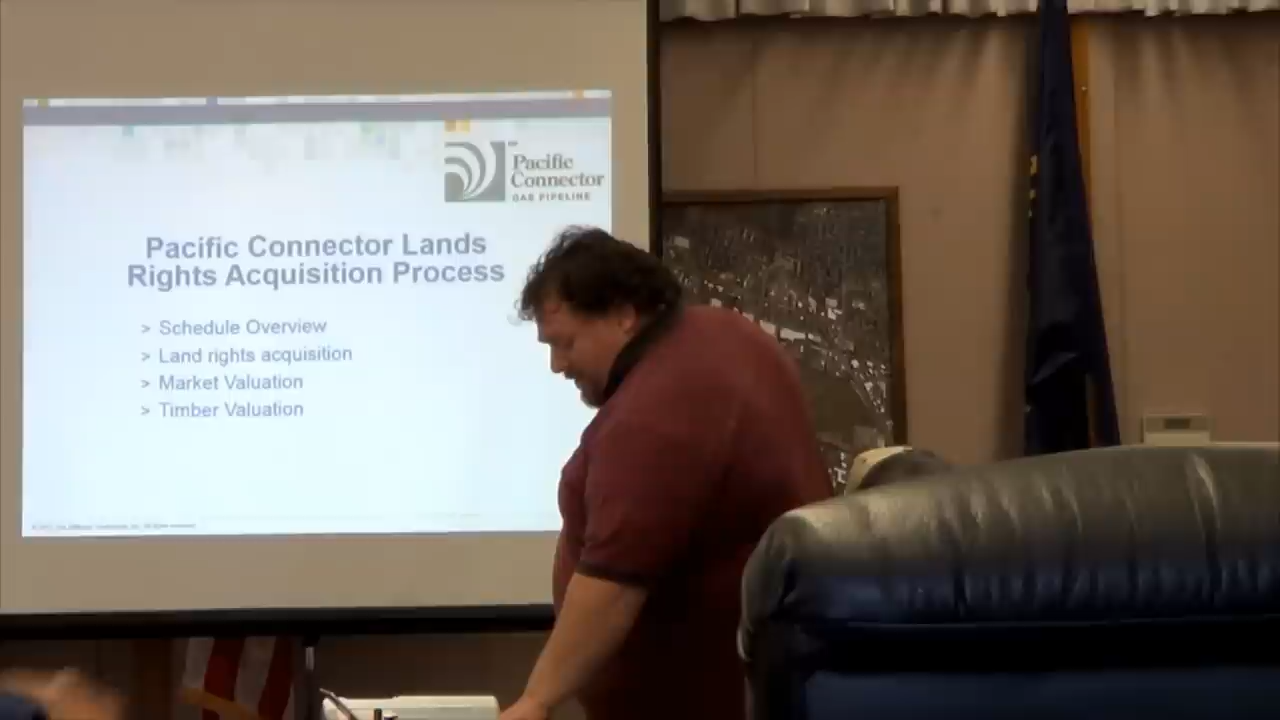 Pacific
Connector
GAS PIPELINE
Pacific Connector Lands
Rights Acquisition Process
> Schedule Overview
> Land rights acquisition
> Market Valuation
> Timber Valuation